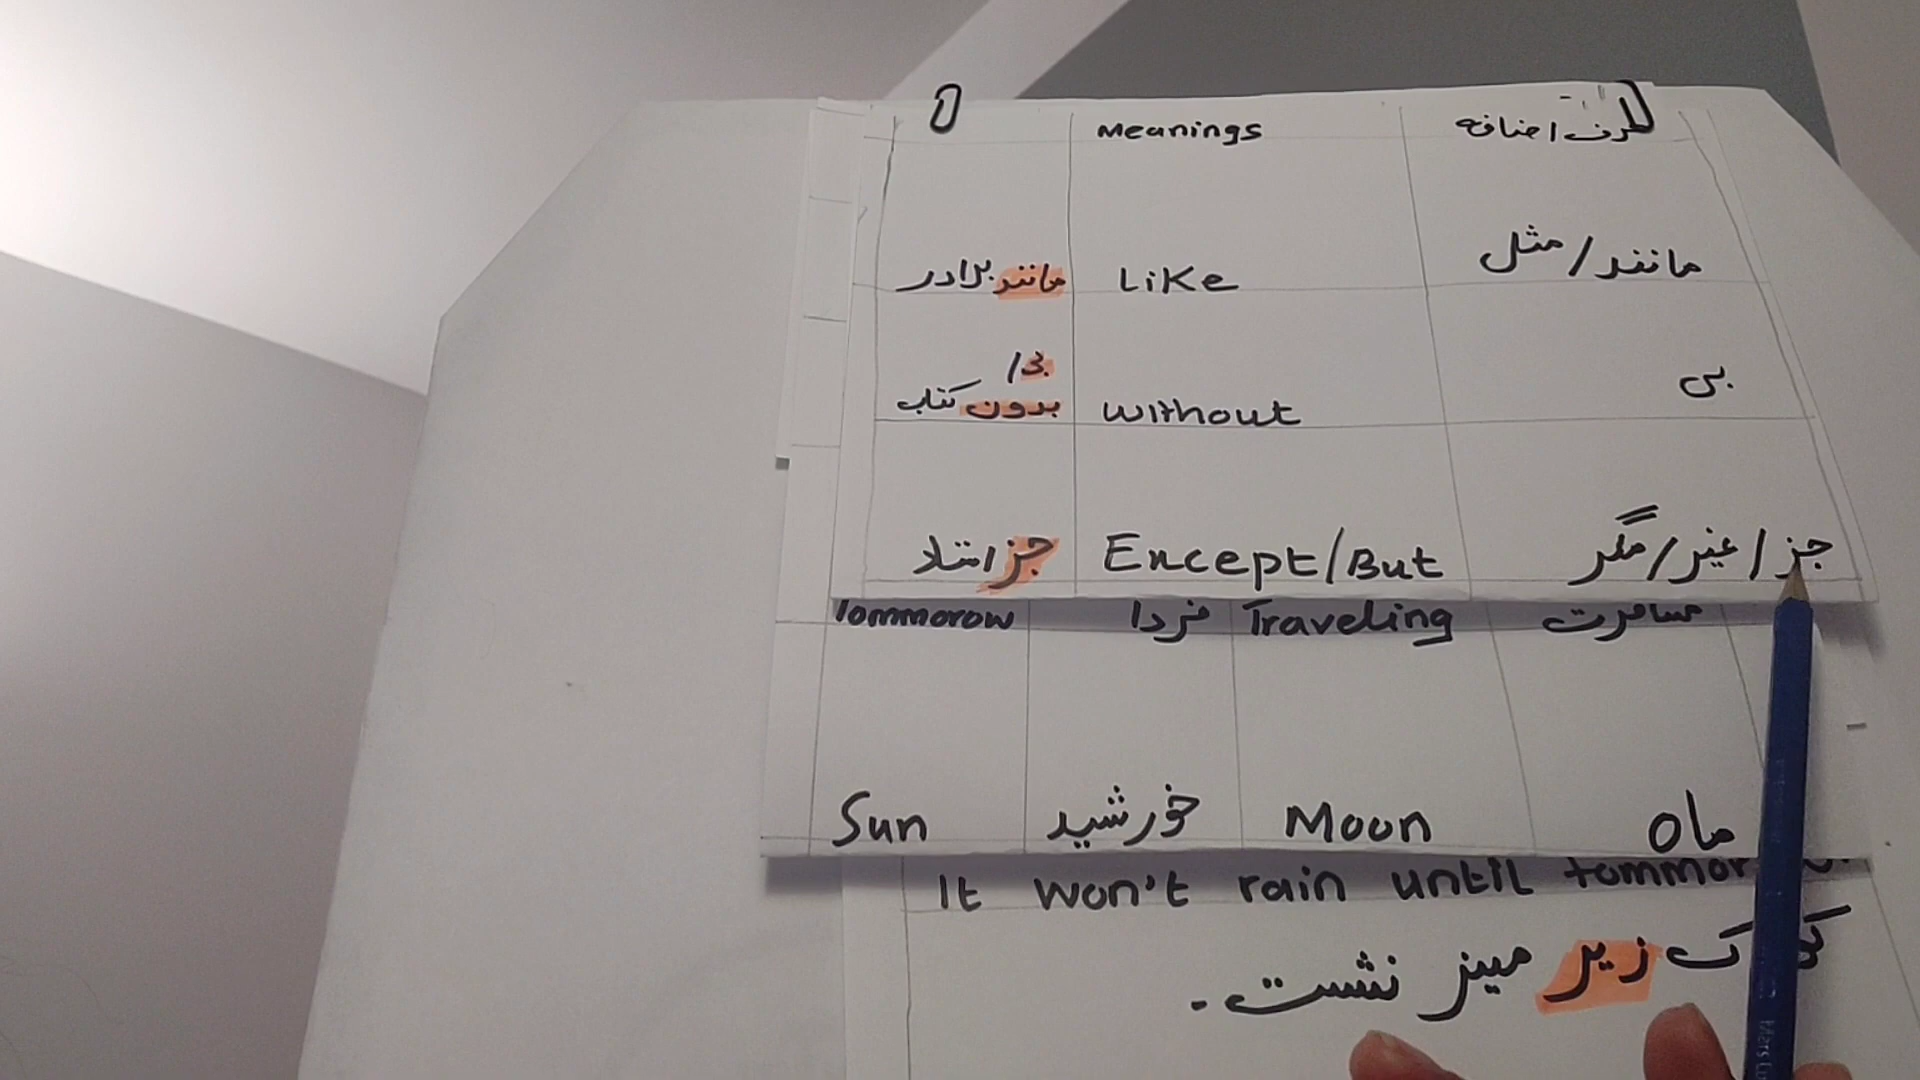 حرف اضافه Meanings
مانند / مثل Like مانند برادر
بی /
بی without بدون کتاب
جز / غیر / مگر Except/But جز استاد
مسافرت Traveling فردا Tommorow
ماه Moon خورشید Sun
It won't rain until tommor
زیر میز نشست .